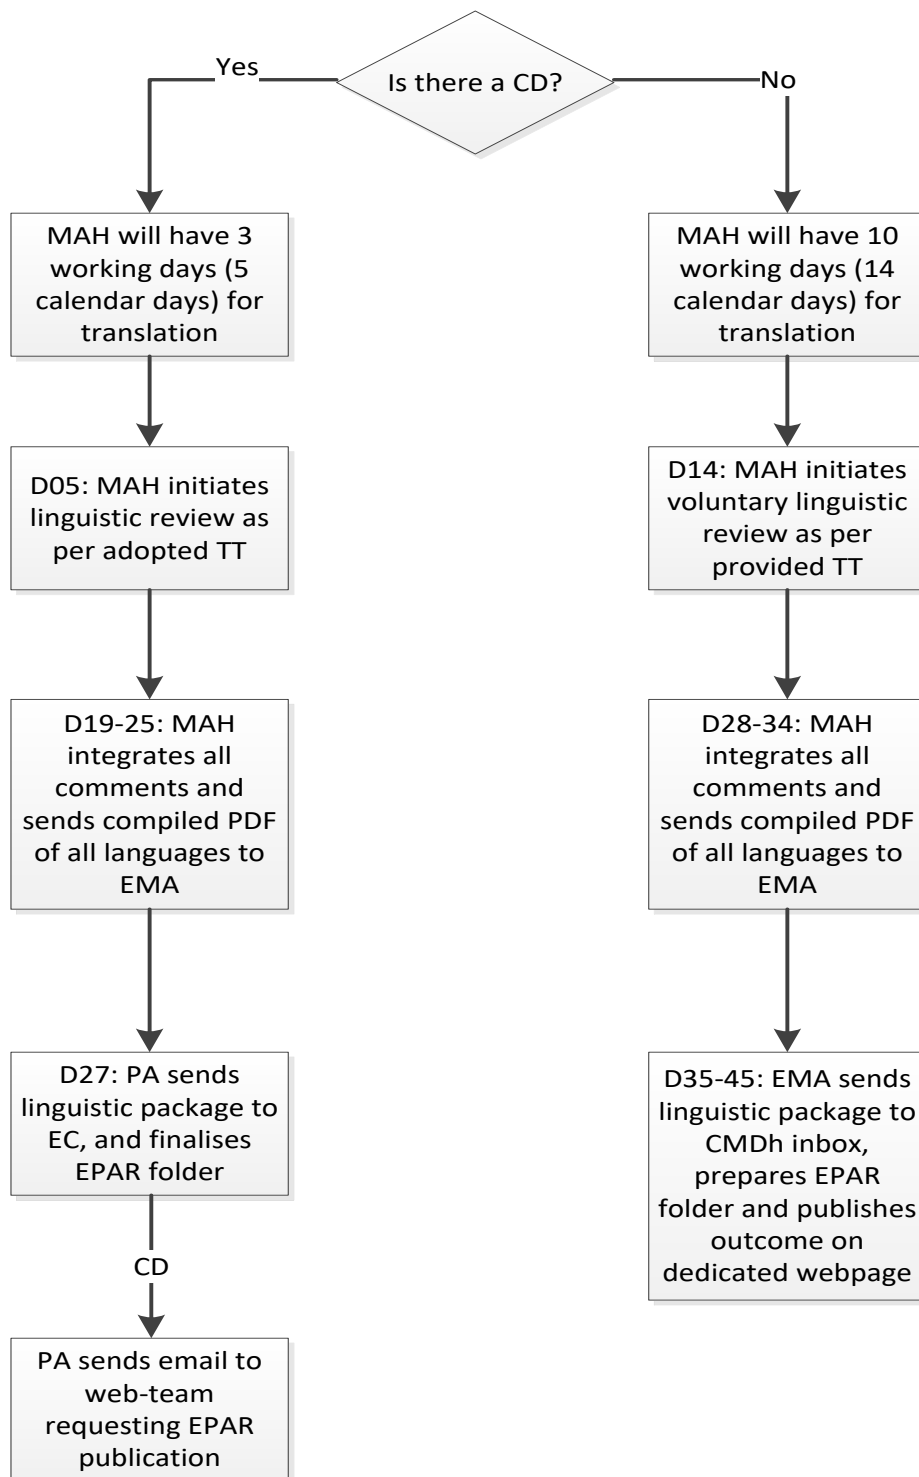 Is there a CD?
Yes
No
MAH will have 3
working days (5
calendar days) for
translation
MAH will have 10
working days (14
calendar days) for
translation
D05: MAH initiates
linguistic review as
per adopted TT
D14: MAH initiates
voluntary linguistic
review as per
provided TT
D19-25: MAH
integrates all
comments and
sends compiled PDF
of all languages to
EMA
D28-34: MAH
integrates all
comments and
sends compiled PDF
of all languages to
EMA
D27: PA sends
linguistic package to
EC, and finalises
EPAR folder
D35-45: EMA sends
linguistic package to
CMDh inbox,
prepares EPAR
folder and publishes
outcome on
dedicated webpage
CD
PA sends email to
web-team
requesting EPAR
publication